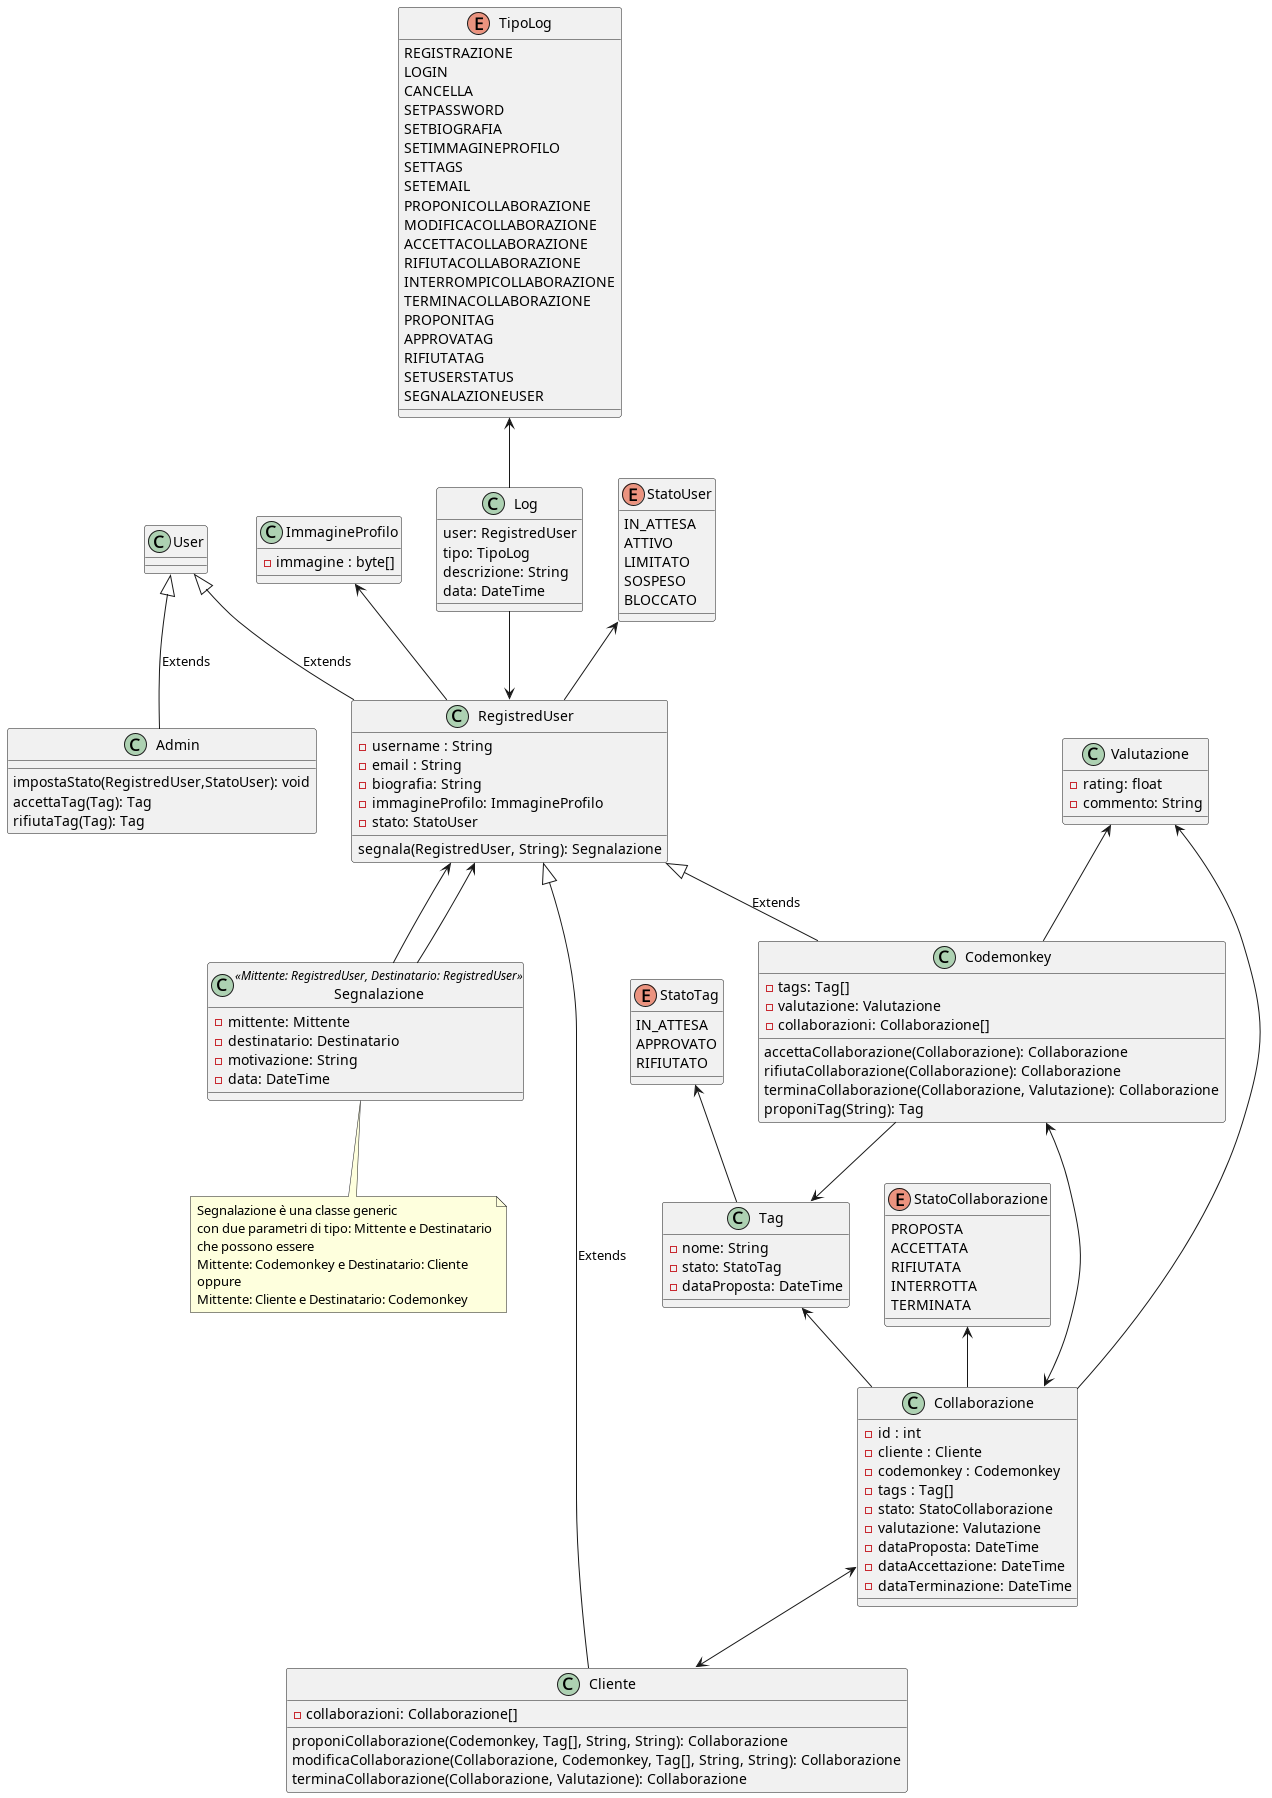 E TipoLog
REGISTRAZIONE
LOGIN
CANCELLA
SETPASSWORD
SETBIOGRAFIA
SETIMMAGINEPROFILO
SETTAGS
SETEMAIL
PROPONICOLLABORAZIONE
MODIFICACOLLABORAZIONE
ACCETTACOLLABORAZIONE
RIFIUTACOLLABORAZIONE
INTERROMPICOLLABORAZIONE
TERMINACOLLABORAZIONE
PROPONITAG
APPROVATAG
RIFIUTATAG
SETUSERSTATUS
SEGNALAZIONEUSER
C User
C ImmagineProfilo
immagine : byte[]
C Log
user: RegistredUser
tipo: TipoLog
descrizione: String
data: DateTime
E StatoUser
IN_ATTESA
ATTIVO
LIMITATO
SOSPESO
BLOCCATO
Extends
Extends
C Admin
impostaStato(RegistredUser,StatoUser): void
accettaTag(Tag): Tag
rifiutaTag(Tag): Tag
C RegistredUser
username : String
email : String
biografia: String
immagineProfilo: ImmagineProfilo
stato: StatoUser
segnala(RegistredUser, String): Segnalazione
C Valutazione
rating: float
commento: String
Extends
C «Mittente: RegistredUser, Destinatario: RegistredUser»
Segnalazione
mittente: Mittente
destinatario: Destinatario
motivazione: String
data: DateTime
E StatoTag
IN_ATTESA
APPROVATO
RIFIUTATO
C Codemonkey
tags: Tag[]
valutazione: Valutazione
collaborazioni: Collaborazione[]
accettaCollaborazione(Collaborazione): Collaborazione
rifiutaCollaborazione(Collaborazione): Collaborazione
terminaCollaborazione(Collaborazione, Valutazione): Collaborazione
proponiTag(String): Tag
Segnalazione è una classe generic
con due parametri di tipo: Mittente e Destinatario
che possono essere
Mittente: Codemonkey e Destinatario: Cliente
oppure
Mittente: Cliente e Destinatario: Codemonkey
Extends
C Tag
nome: String
stato: StatoTag
dataProposta: DateTime
E StatoCollaborazione
PROPOSTA
ACCETTATA
RIFIUTATA
INTERROTTA
TERMINATA
C Collaborazione
id : int
cliente : Cliente
codemonkey : Codemonkey
tags : Tag[]
stato: StatoCollaborazione
valutazione: Valutazione
dataProposta: DateTime
dataAccettazione: DateTime
dataTerminazione: DateTime
C Cliente
collaborazioni: Collaborazione[]
proponiCollaborazione(Codemonkey, Tag[], String, String): Collaborazione
modificaCollaborazione(Collaborazione, Codemonkey, Tag[], String, String): Collaborazione
terminaCollaborazione(Collaborazione, Valutazione): Collaborazione